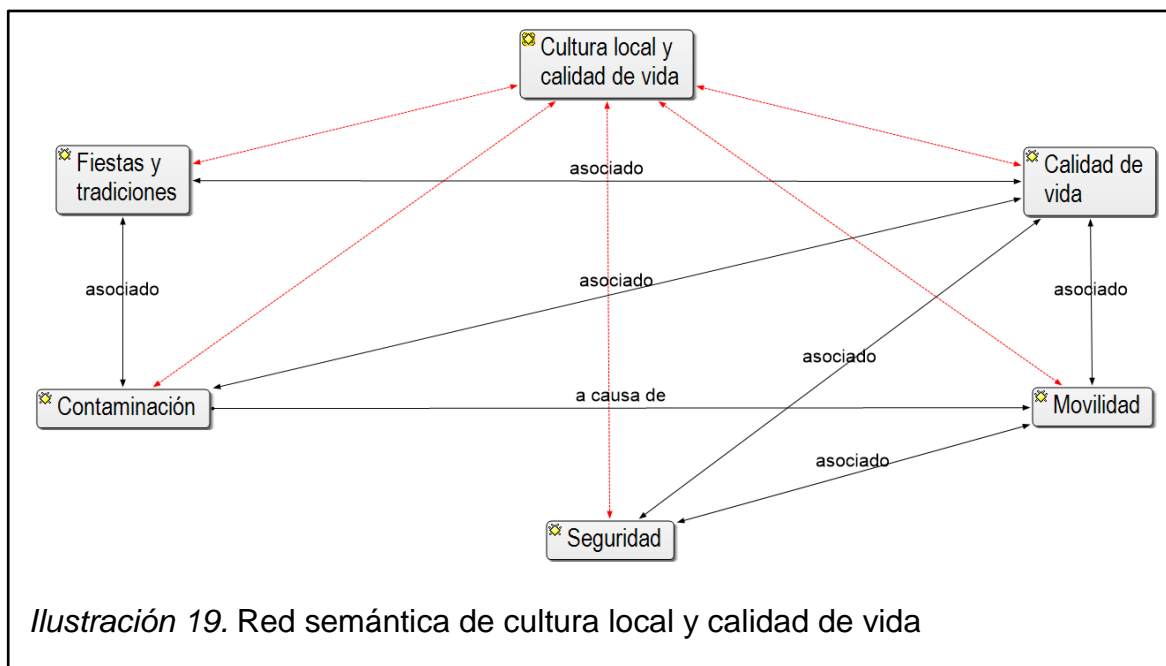 Cultura local y
calidad de vida
Fiestas y
tradiciones
Calidad de
vida
asociado
asociado
asociado
asociado
asociado
Contaminación
a causa de
Movilidad
asociado
Seguridad
Ilustración 19. Red semántica de cultura local y calidad de vida